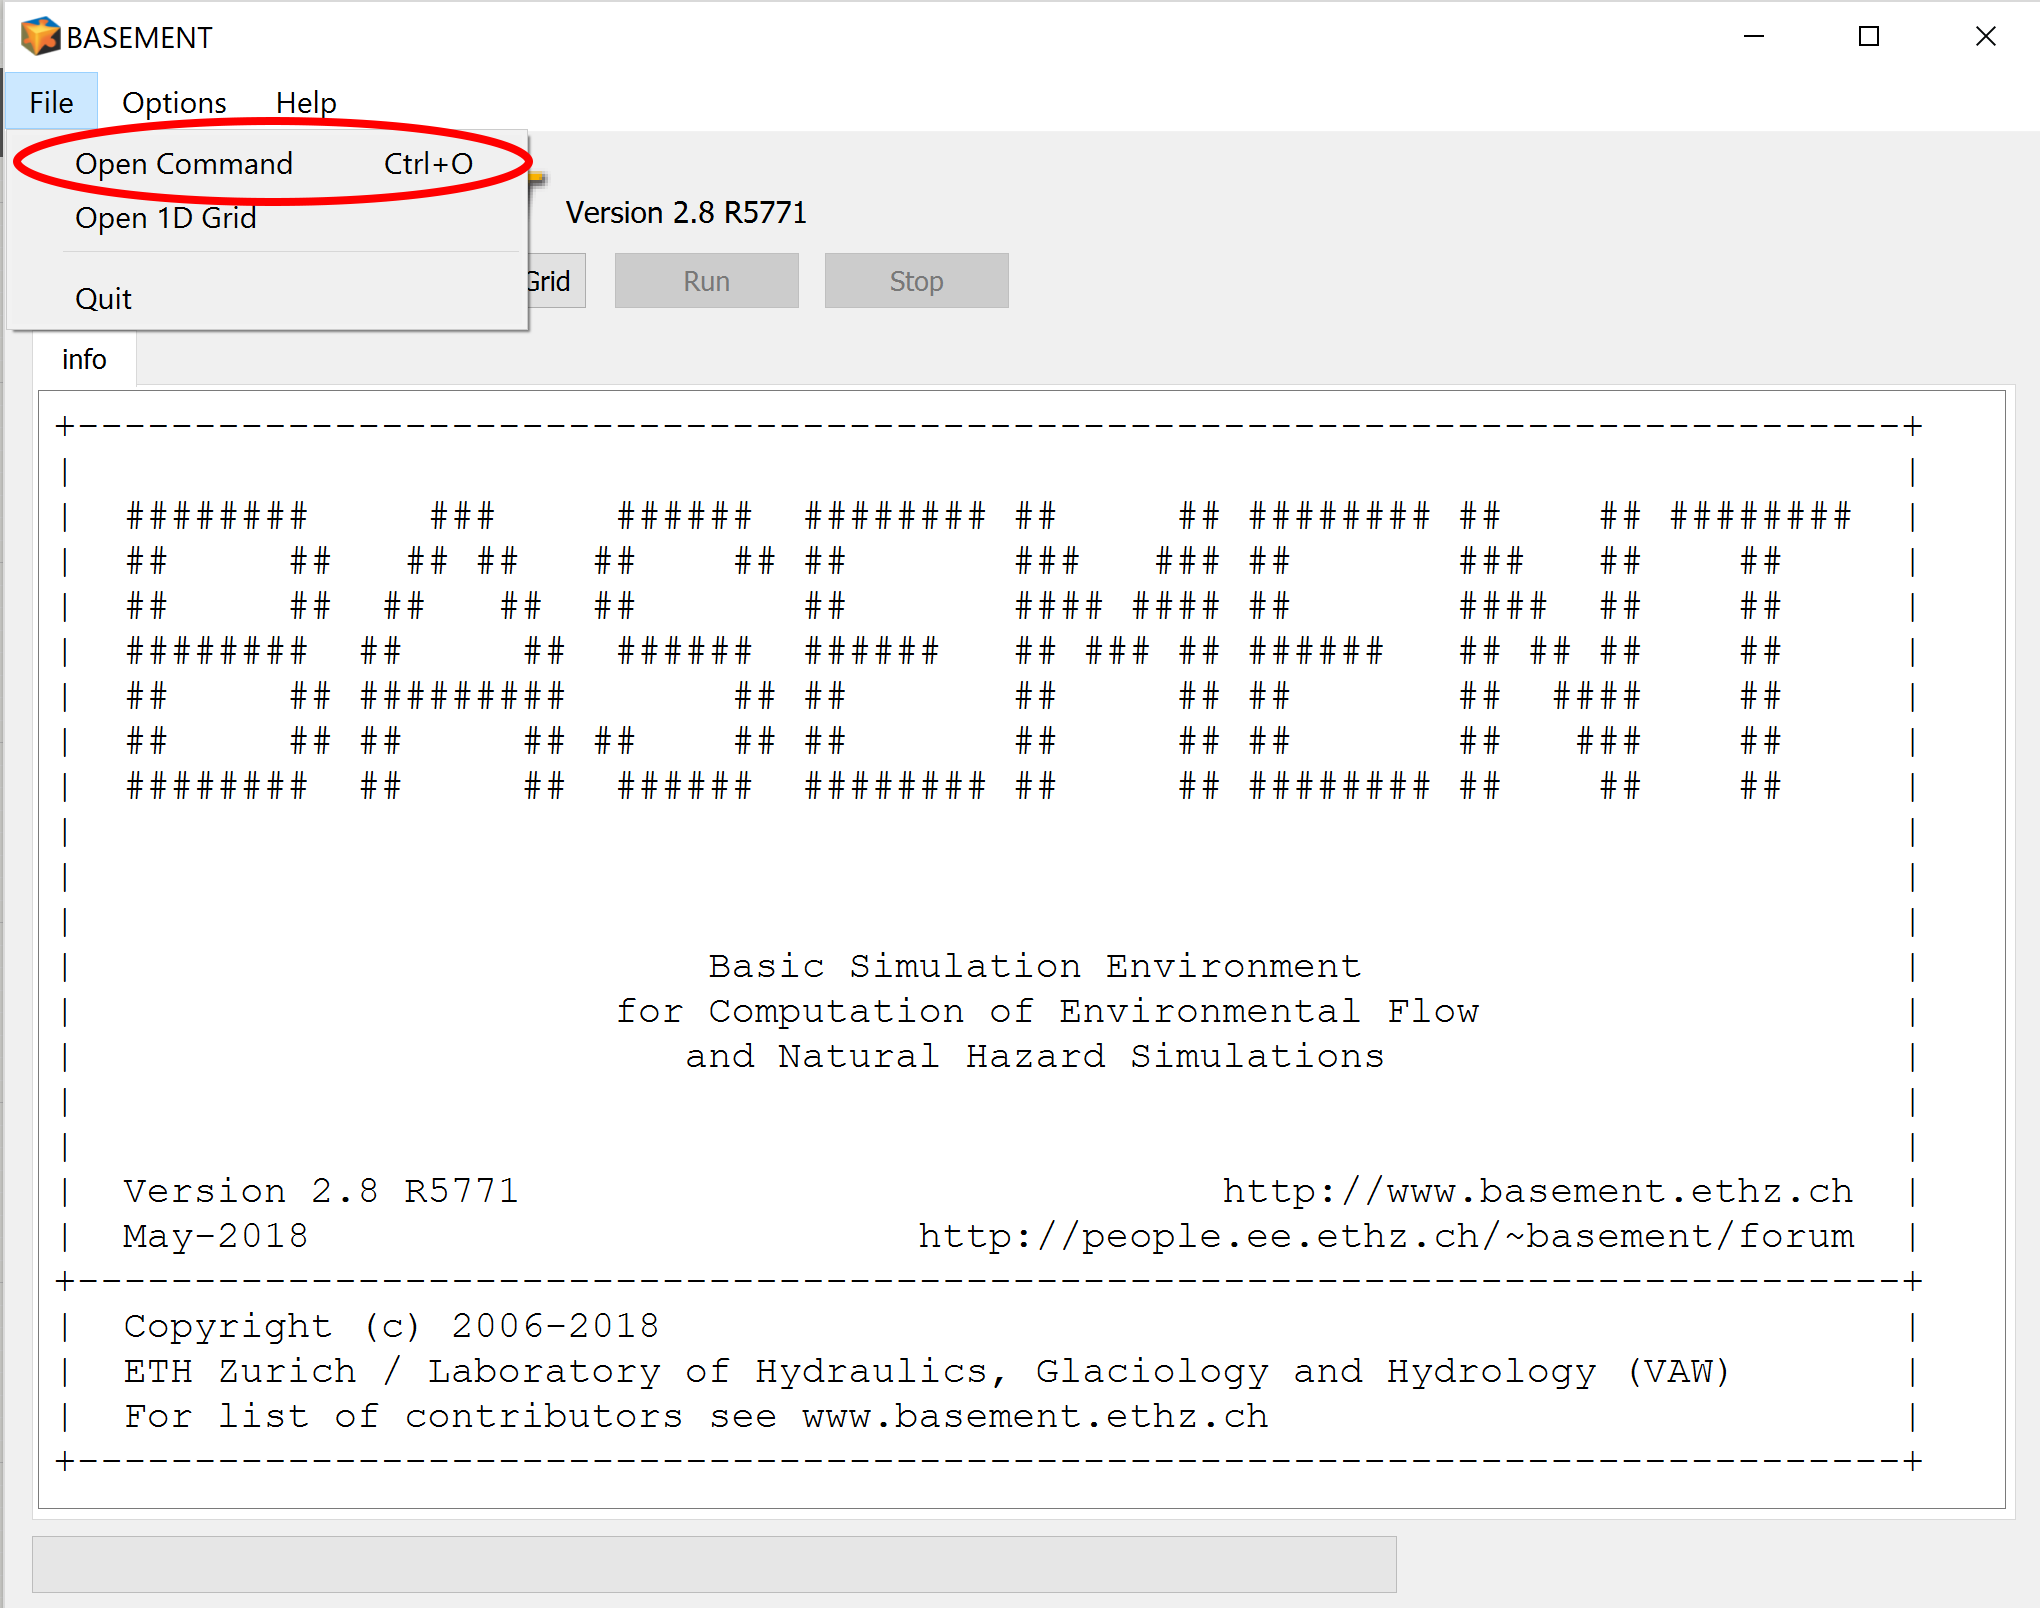 BASEMENT
File Options Help
Open Command Ctrl+O
Open 1D Grid
Version 2.8 R5771
Quit
Grid Run Stop
info
BASEMENT
Basic Simulation Environment
for Computation of Environmental Flow
and Natural Hazard Simulations
Version 2.8 R5771 http://www.basement.ethz.ch
May-2018 http://people.ee.ethz.ch/~basement/forum
Copyright (c) 2006-2018
ETH Zurich / Laboratory of Hydraulics, Glaciology and Hydrology (VAW)
For list of contributors see www.basement.ethz.ch